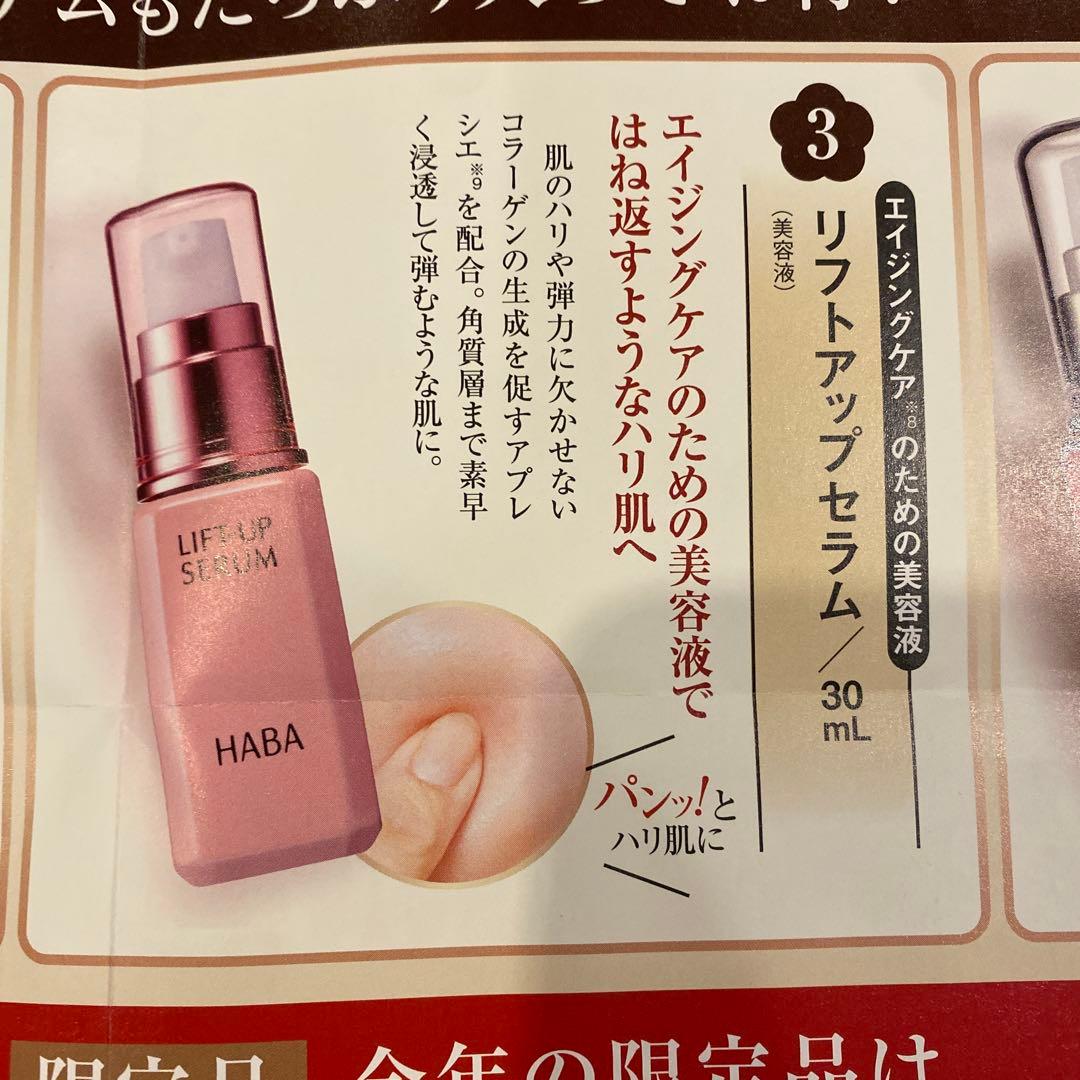 3
エイジングケア※8のための美容液
リフトアップセラム/30mL
(美容液)
エイジングケアのための美容液で
はね返すようなハリ肌へ
肌のハリや弾力に欠かせない
コラーゲンの生成を促すアプレ
シエ※9を配合。角質層まで素早
く浸透して弾むような肌に。
LIFT-UP
SERUM
HABA
パンッ!と
ハリ肌に
限定品
今年の限定品は